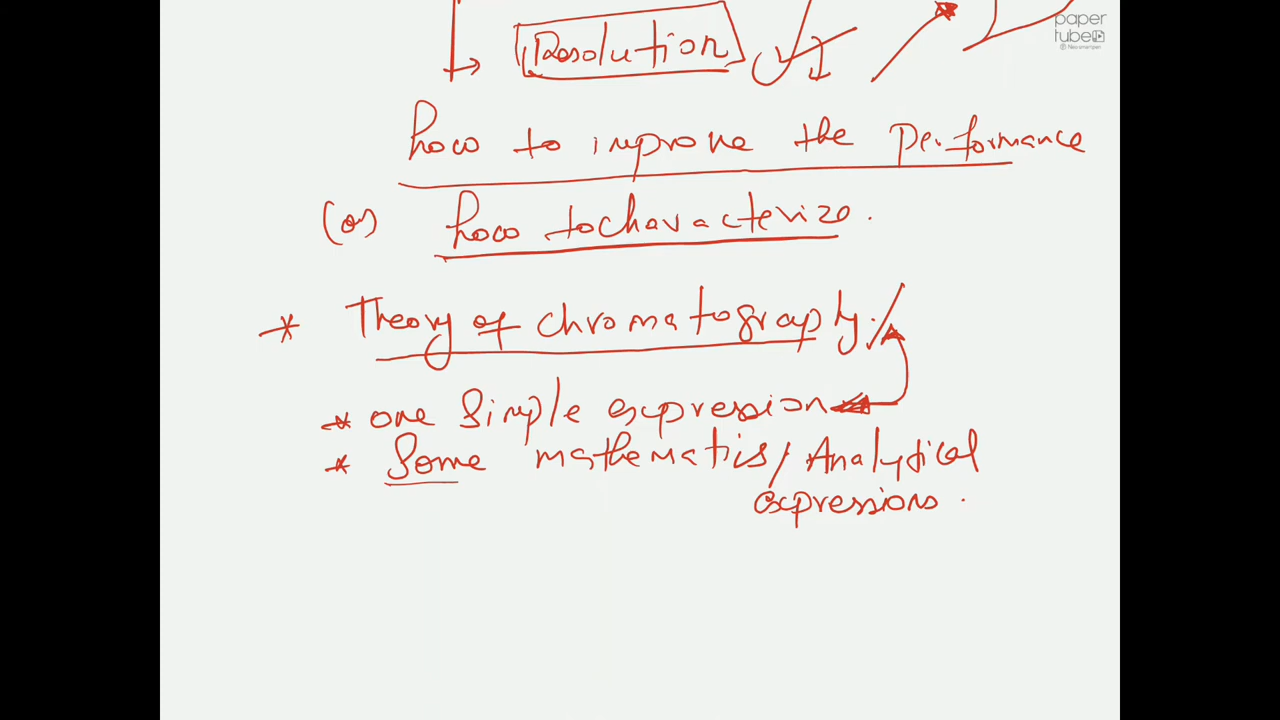 paper
tube
Resolution
how to improve the Performance
(or) how to characterize.
* Theory of chromatography.
* one simple expression
* Some mathematics/Analytical
expressions.